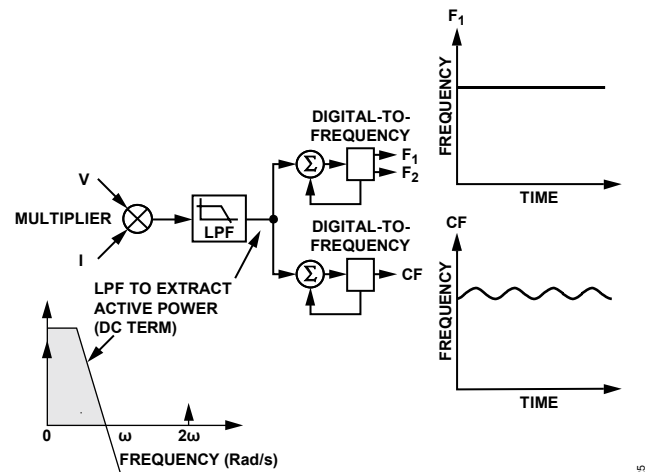 F1
FREQUENCY
TIME
DIGITAL-TO-
FREQUENCY
Σ
F1
F2
V
MULTIPLIER
I
LPF
DIGITAL-TO-
FREQUENCY
Σ
CF
LPF TO EXTRACT
ACTIVE POWER
(DC TERM)
CF
FREQUENCY
TIME
0
ω
2ω
FREQUENCY (Rad/s)
5